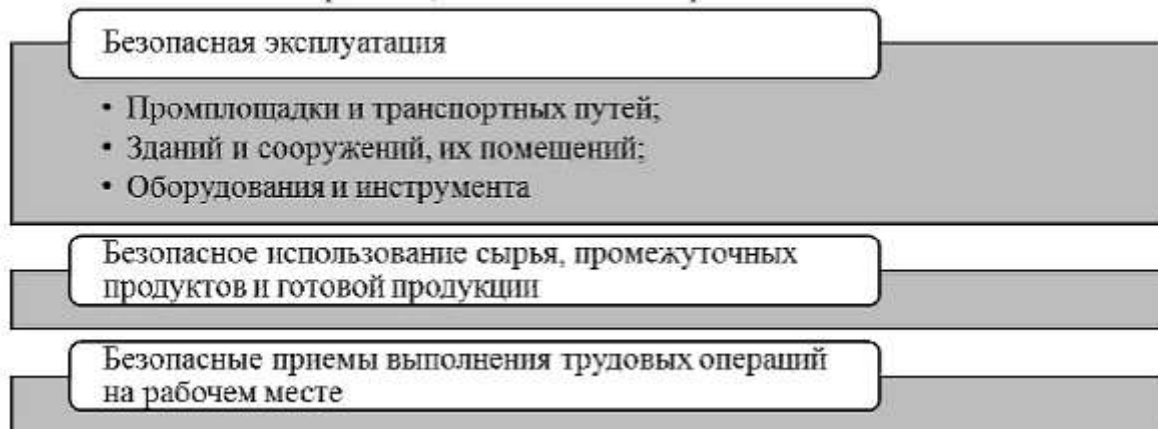 Безопасная эксплуатация
• Промплощадки и транспортных путей;
• Зданий и сооружений, их помещений;
• Оборудования и инструмента
Безопасное использование сырья, промежуточных
продуктов и готовой продукции
Безопасные приемы выполнения трудовых операций
на рабочем месте